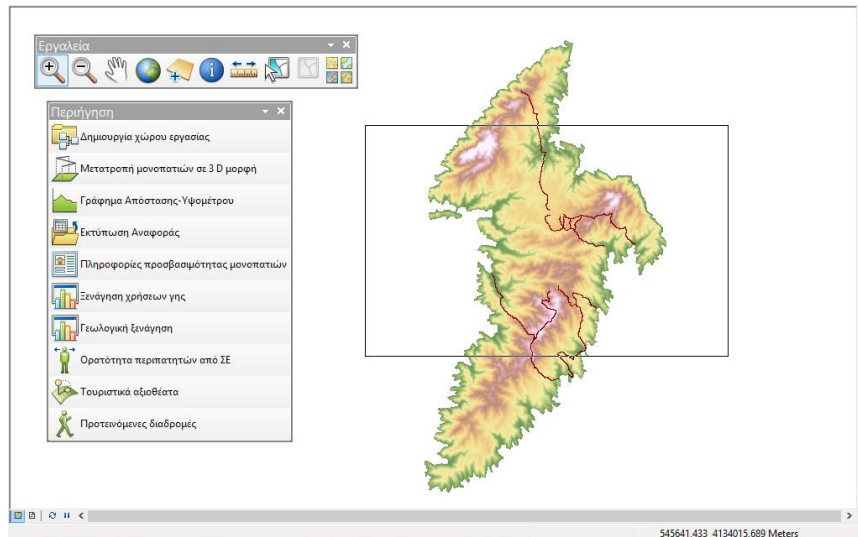 Εργαλεία
Περιήγηση
Δημιουργία χώρου εργασίας
Μετατροπή μονοπατιών σε 3 D μορφή
Γράφημα Απόστασης-Υψομέτρου
Εκτύπωση Αναφοράς
Πληροφορίες προσβασιμότητας μονοπατιών
Ξενάγηση χρήσεων γης
Γεωλογική ξενάγηση
Ορατότητα περιπατητών από ΣΕ
Τουριστικά αξιοθέατα
Προτεινόμενες διαδρομές
545641.433 4134015.689 Meters